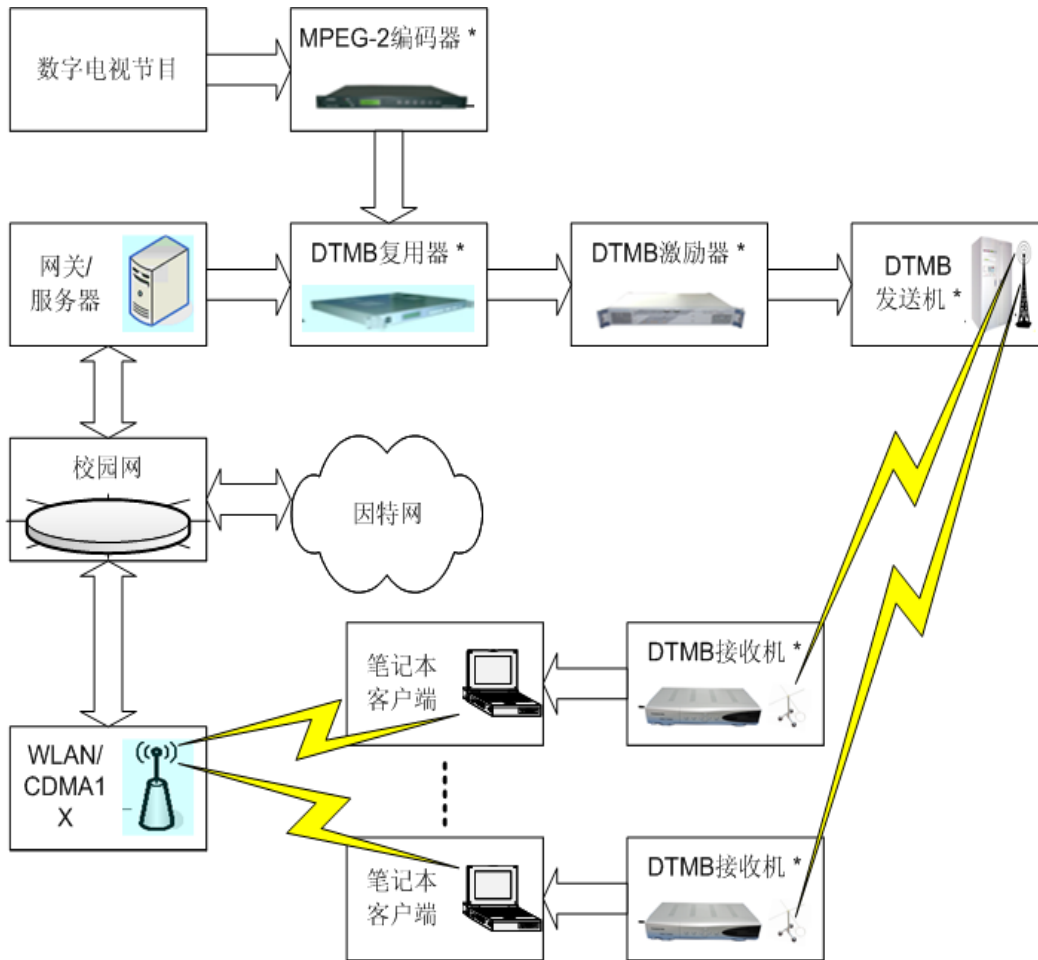 数字电视节目
MPEG-2编码器 *
网关/
服务器
DTMB复用器 *
DTMB激励器 *
DTMB
发送机 *
校园网
因特网
笔记本
客户端
DTMB接收机 *
WLAN/
CDMA1
X
笔记本
客户端
DTMB接收机 *